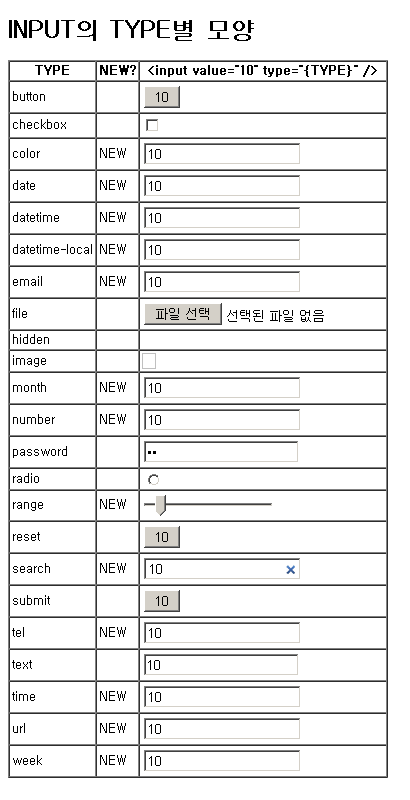 INPUT의 TYPE별 모양
TYPE NEW? <input value="10" type="{TYPE}" />
button 10
checkbox
color NEW 10
date NEW 10
datetime NEW 10
datetime-local NEW 10
email NEW 10
file 파일 선택 선택된 파일 없음
hidden
image
month NEW 10
number NEW 10
password ••
radio
range NEW
reset 10
search NEW 10 ×
submit 10
tel NEW 10
text 10
time NEW 10
url NEW 10
week NEW 10